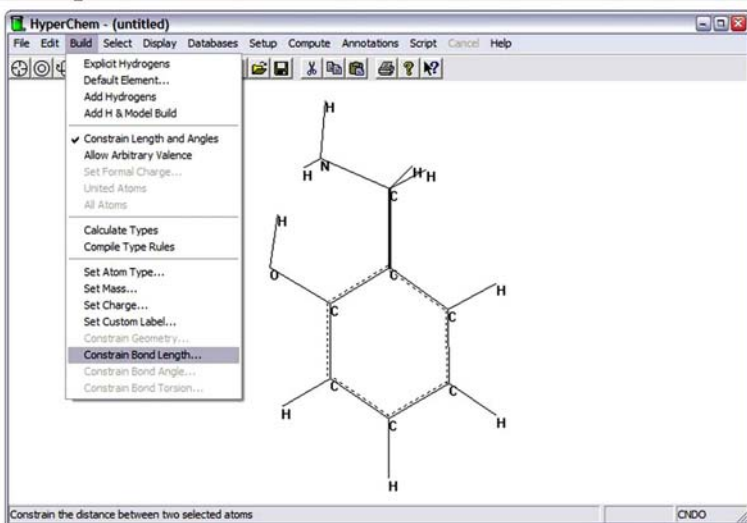 HyperChem - (untitled)
File Edit Build Select Display Databases Setup Compute Annotations Script Cancel Help
Explicit Hydrogens
Default Element...
Add Hydrogens
Add H & Model Build
Constrain Length and Angles
Allow Arbitrary Valence
Set Formal Charge...
United Atoms
All Atoms
Calculate Types
Compile Type Rules
Set Atom Type...
Set Mass...
Set Charge...
Set Custom Label...
Constrain Geometry...
Constrain Bond Length...
Constrain Bond Angle...
Constrain Bond Torsion...
H
N
H
H H
C
H
O
C
H
C
C
C
C
H
C
H
H
Constrain the distance between two selected atoms
CNDO